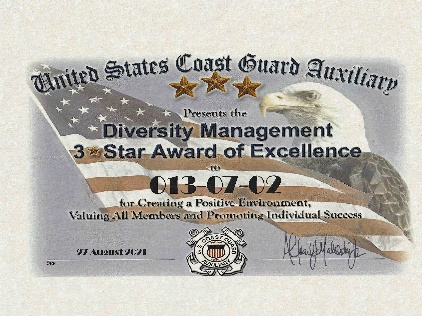 United States Coast Guard Auxiliary
Presents the
Diversity Management
3 Star Award of Excellence
to
013-07-02
for Creating a Positive Environment,
Valuing All Members and Promoting Individual Success
27 August 2021